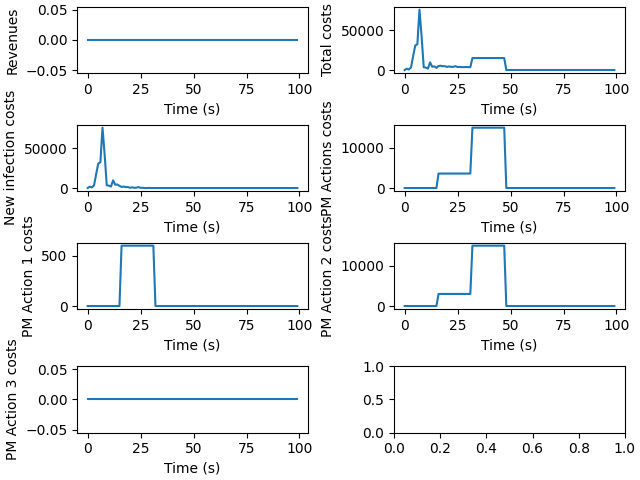 Revenues
0.05
0.00
−0.05
0 25 50 75 100
Time (s)
Total costs
50000
0
0 25 50 75 100
Time (s)
New infection costs
50000
0
0 25 50 75 100
Time (s)
PM Actions costs
10000
0
0 25 50 75 100
Time (s)
PM Action 1 costs
500
0
0 25 50 75 100
Time (s)
PM Action 2 costs
10000
0
0 25 50 75 100
Time (s)
PM Action 3 costs
0.05
0.00
−0.05
0 25 50 75 100
Time (s)
1.0
0.5
0.0
0.0 0.2 0.4 0.6 0.8 1.0